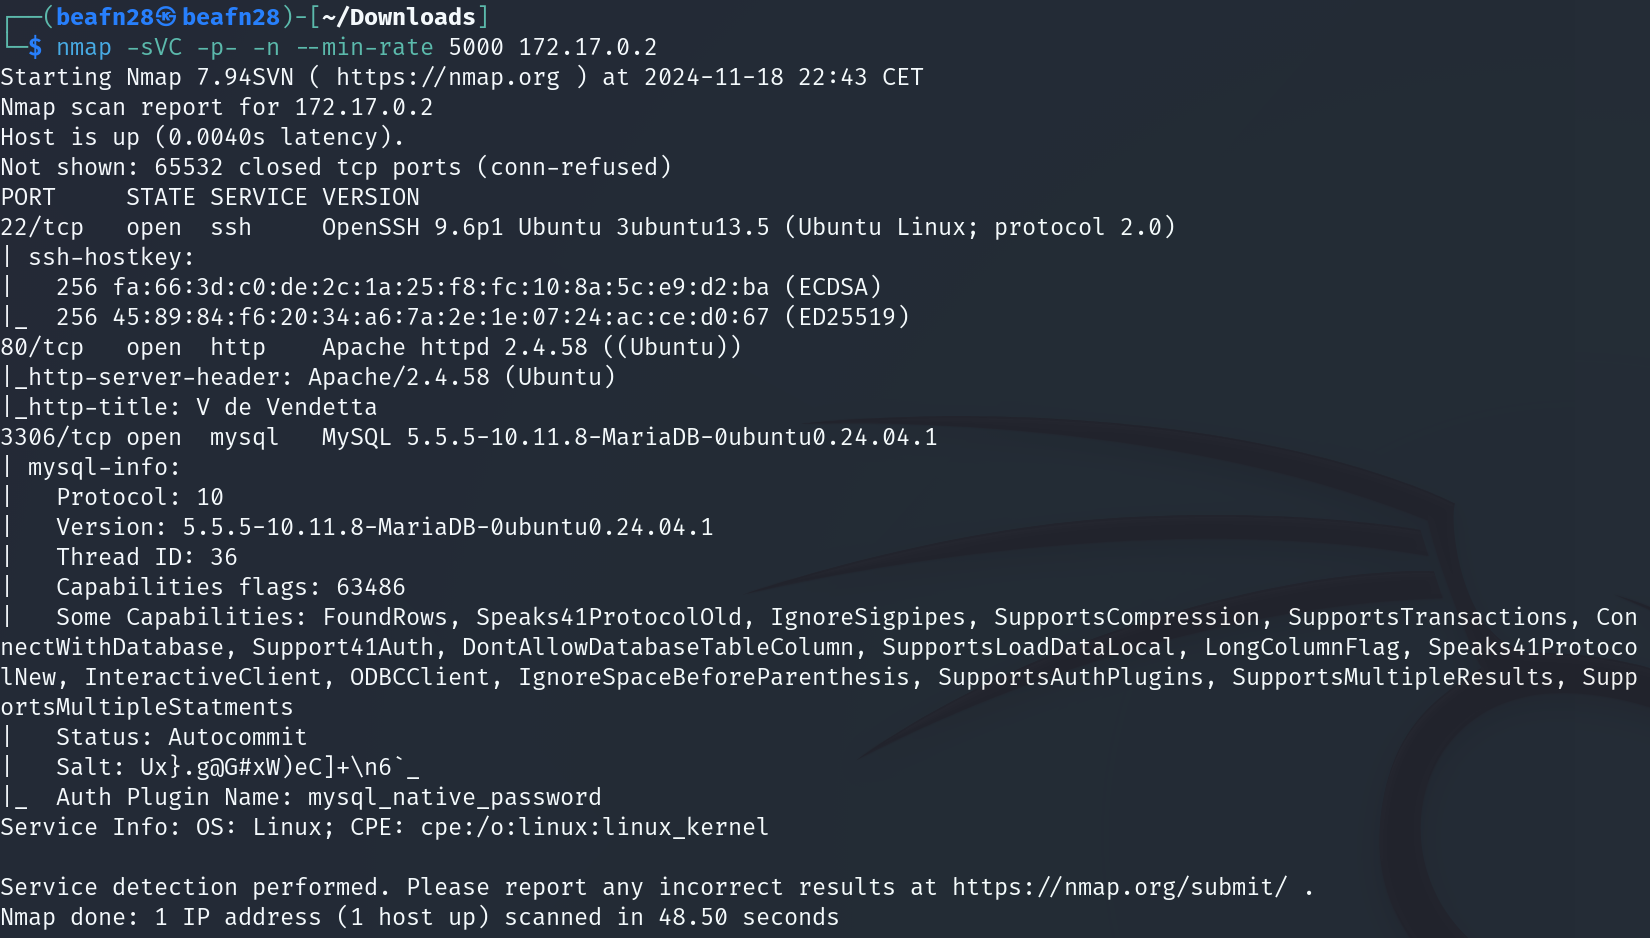 ┌──(beafn28㉿beafn28)-[~/Downloads]
└─$ nmap -sVC -p- -n --min-rate 5000 172.17.0.2
Starting Nmap 7.94SVN ( https://nmap.org ) at 2024-11-18 22:43 CET
Nmap scan report for 172.17.0.2
Host is up (0.0040s latency).
Not shown: 65532 closed tcp ports (conn-refused)
PORT     STATE SERVICE VERSION
22/tcp   open  ssh     OpenSSH 9.6p1 Ubuntu 3ubuntu13.5 (Ubuntu Linux; protocol 2.0)
| ssh-hostkey:
|   256 fa:66:3d:c0:de:2c:1a:25:f8:fc:10:8a:5c:e9:d2:ba (ECDSA)
|_  256 45:89:84:f6:20:34:a6:7a:2e:1e:07:24:ac:ce:d0:67 (ED25519)
80/tcp   open  http    Apache httpd 2.4.58 ((Ubuntu))
|_http-server-header: Apache/2.4.58 (Ubuntu)
|_http-title: V de Vendetta
3306/tcp open  mysql   MySQL 5.5.5-10.11.8-MariaDB-0ubuntu0.24.04.1
| mysql-info:
|   Protocol: 10
|   Version: 5.5.5-10.11.8-MariaDB-0ubuntu0.24.04.1
|   Thread ID: 36
|   Capabilities flags: 63486
|   Some Capabilities: FoundRows, Speaks41ProtocolOld, IgnoreSigpipes, SupportsCompression, SupportsTransactions, Con
nectWithDatabase, Support41Auth, DontAllowDatabaseTableColumn, SupportsLoadDataLocal, LongColumnFlag, Speaks41Protoco
lNew, InteractiveClient, ODBCClient, IgnoreSpaceBeforeParenthesis, SupportsAuthPlugins, SupportsMultipleResults, Supp
ortsMultipleStatments
|   Status: Autocommit
|   Salt: Ux}.g@G#xW)eC]+\n6`_
|_  Auth Plugin Name: mysql_native_password
Service Info: OS: Linux; CPE: cpe:/o:linux:linux_kernel

Service detection performed. Please report any incorrect results at https://nmap.org/submit/ .
Nmap done: 1 IP address (1 host up) scanned in 48.50 seconds